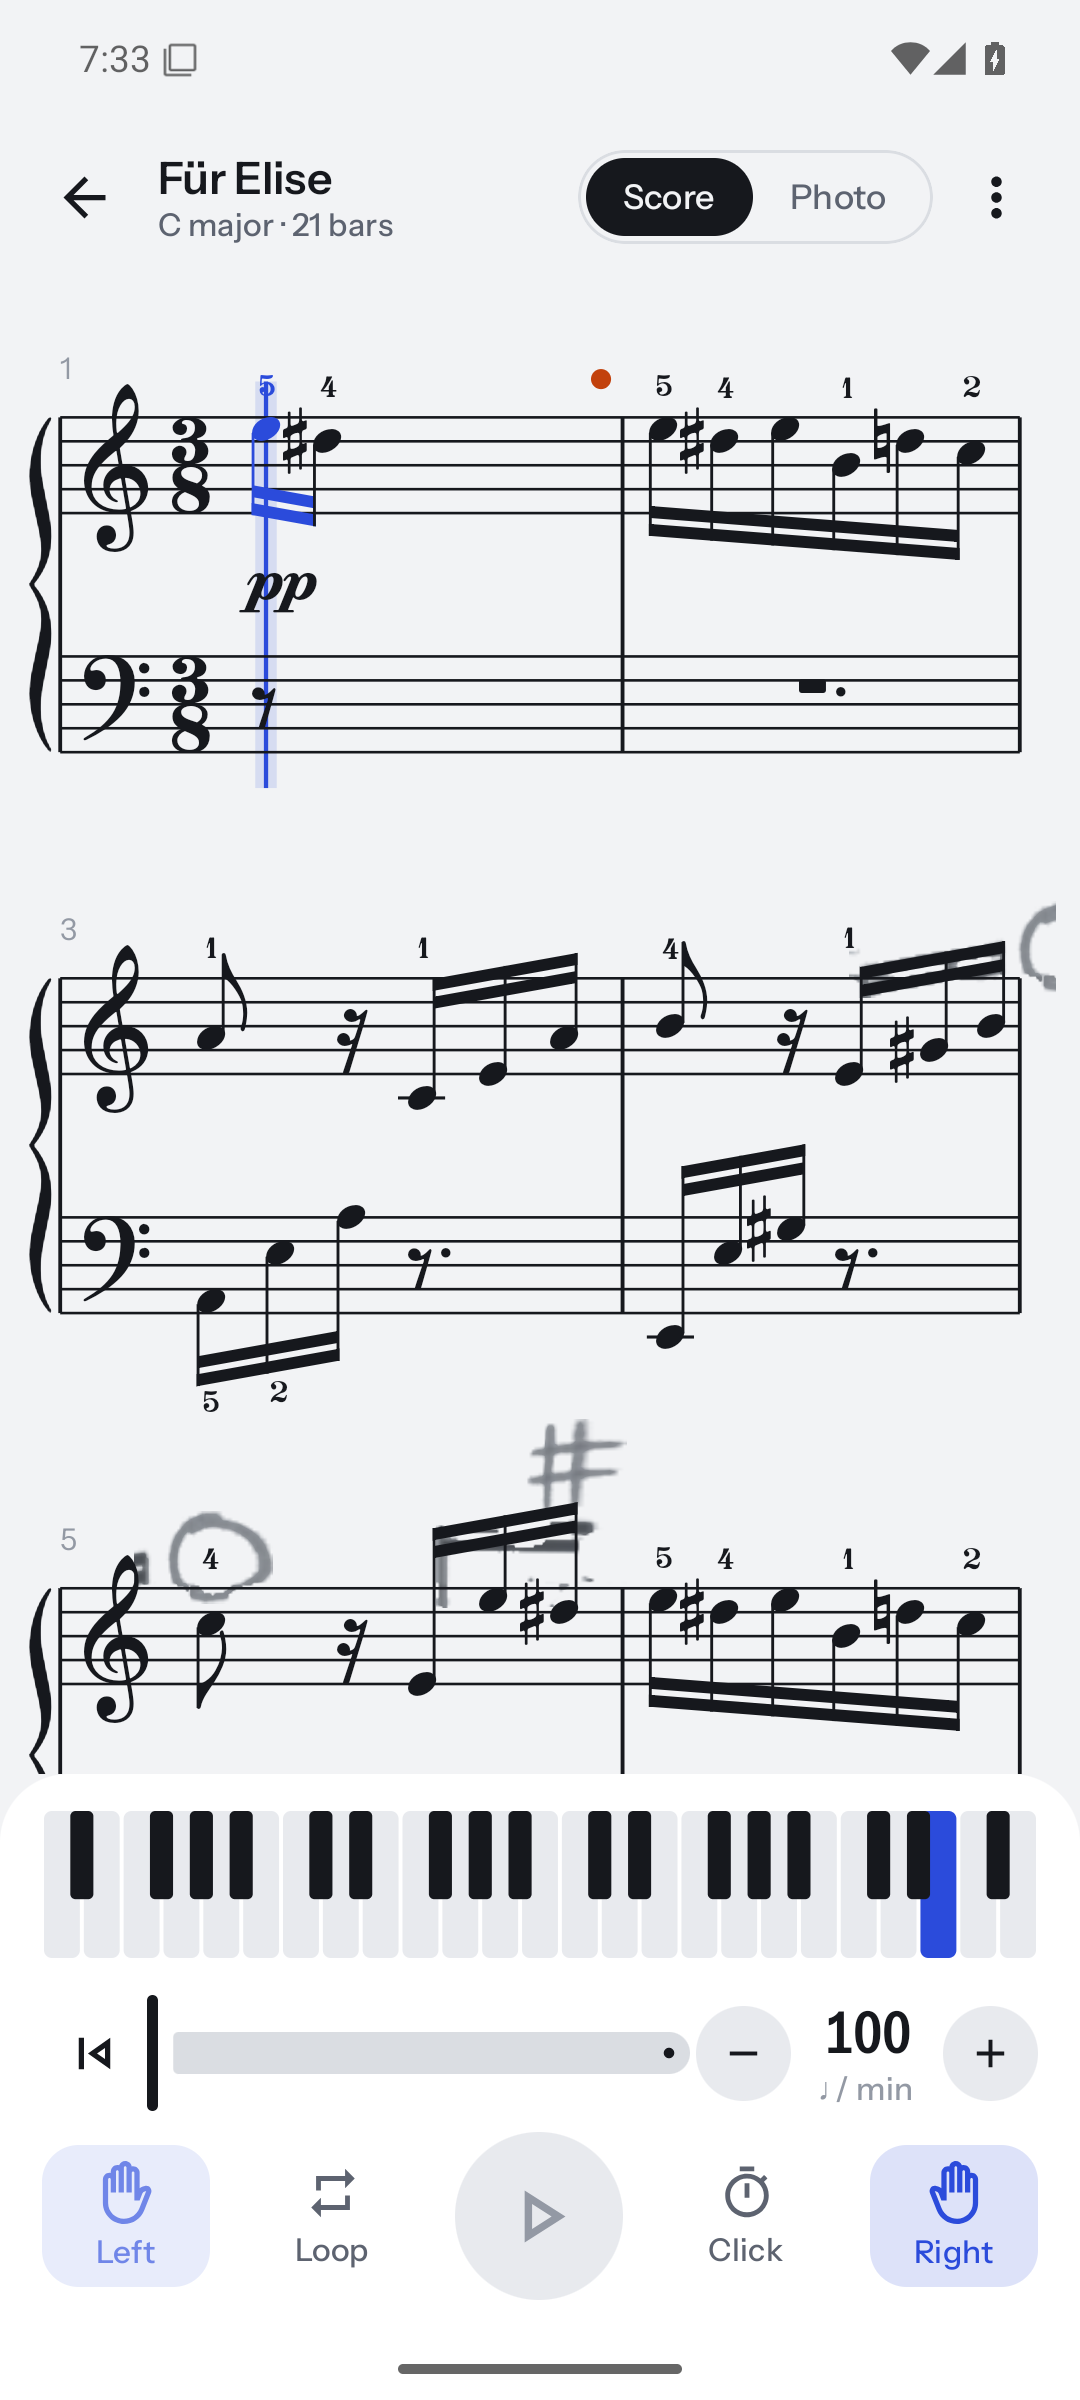 7:33
Für Elise
C major · 21 bars
Score
Photo
1
5 4 5 4 1 2
pp
3
1 1 4 1
5 2
5
4 5 4 1 2
100
♩/ min
Left
Loop
Click
Right